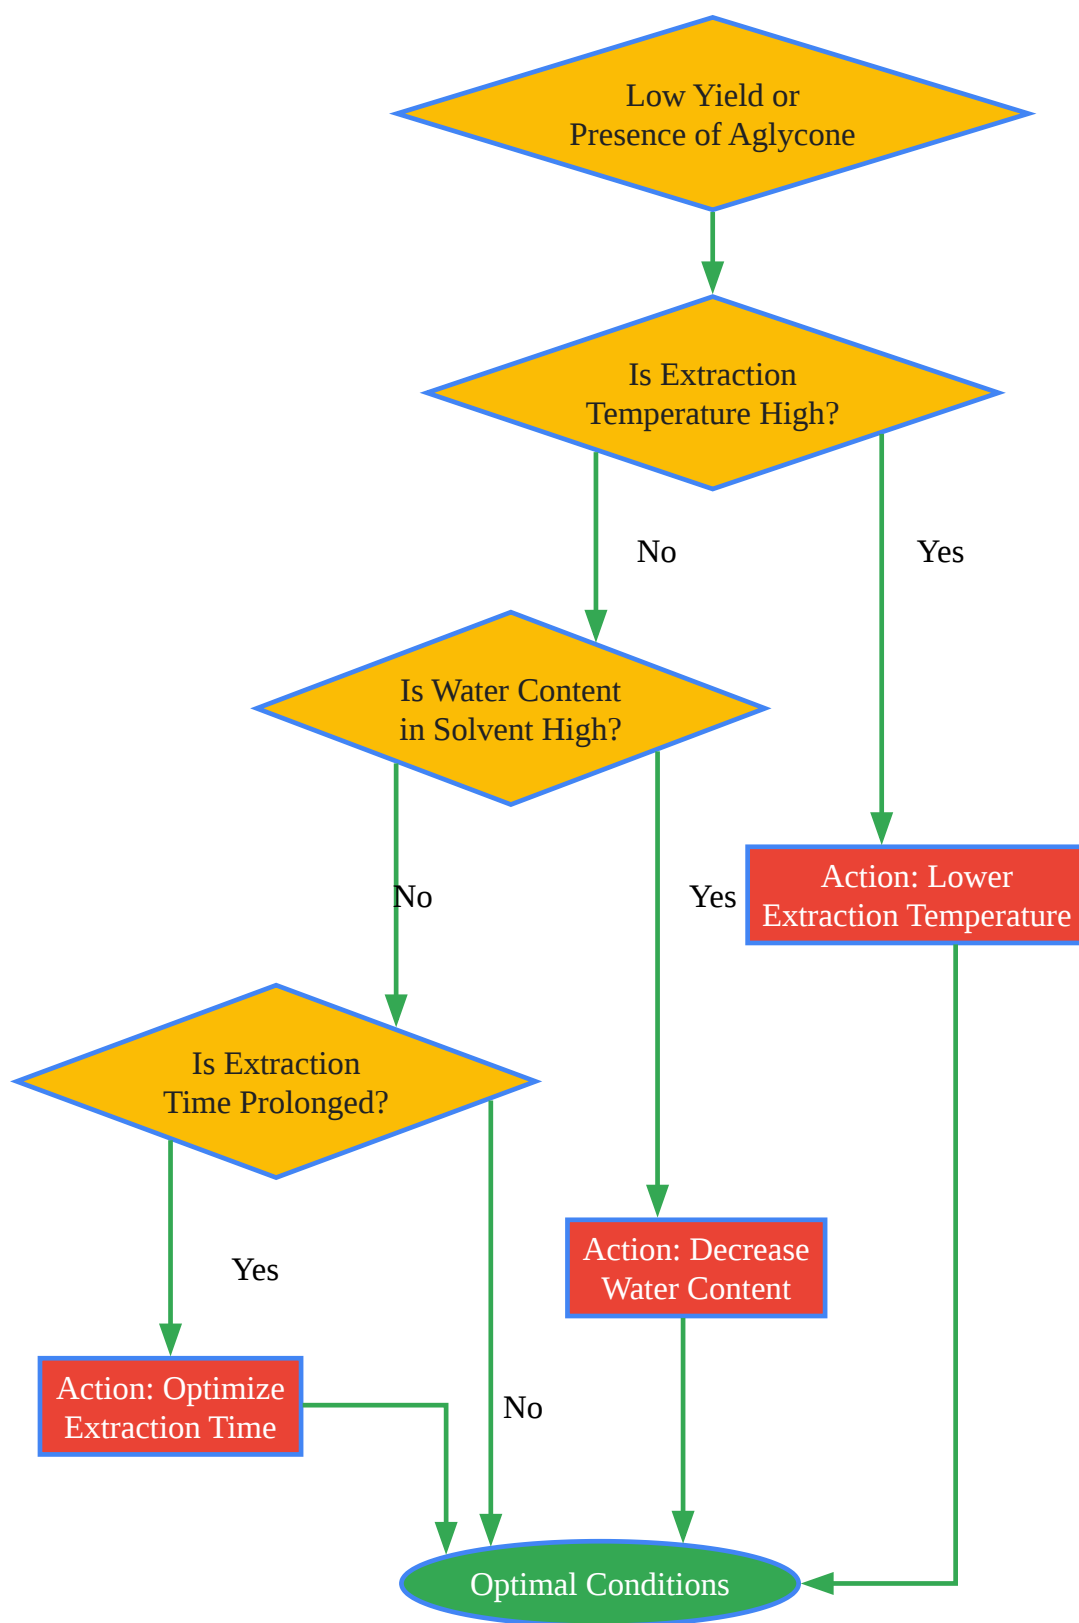 Low Yield or
Presence of Aglycone
Is Extraction
Temperature High?
No
Yes
Is Water Content
in Solvent High?
No
Yes
Action: Lower
Extraction Temperature
Is Extraction
Time Prolonged?
Yes
Action: Decrease
Water Content
Action: Optimize
Extraction Time
No
Optimal Conditions